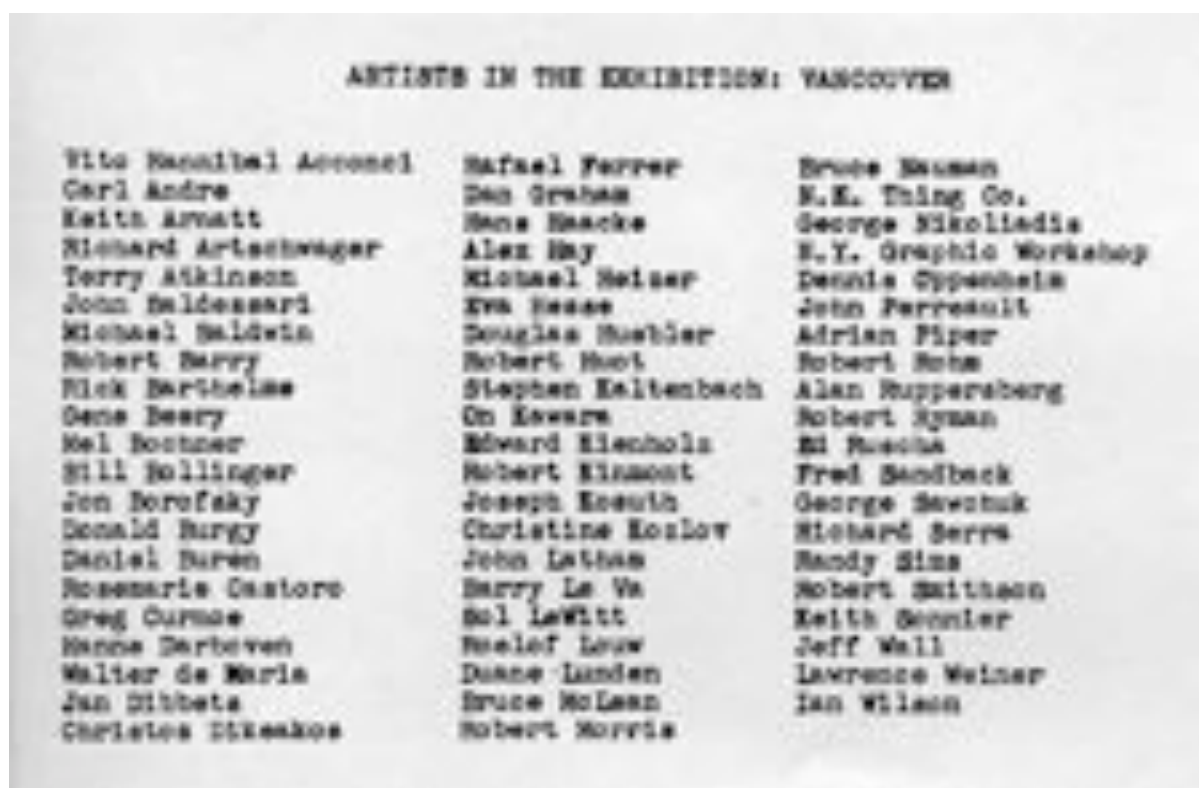 ARTISTS IN THE EXHIBITION: VANCOUVER
Vito Hannibal Acconci
Carl Andre
Keith Arnatt
Richard Artschwager
Terry Atkinson
John Baldessari
Michael Baldwin
Robert Barry
Rick Barthelme
Gene Beery
Mel Bochner
Bill Bollinger
Jon Borofsky
Donald Burgy
Daniel Buren
Rosemarie Castoro
Greg Curnoe
Hanne Darboven
Walter de Maria
Jan Dibbets
Christos Dikeakos
Rafael Ferrer
Dan Graham
Hans Haacke
Alex Hay
Michael Heizer
Eva Hesse
Douglas Huebler
Robert Huot
Stephen Kaltenbach
On Kawara
Edward Kienholz
Robert Kinmont
Joseph Kosuth
Christine Kozlov
John Latham
Barry Le Va
Sol LeWitt
Roelof Louw
Duane Lunden
Bruce McLean
Robert Morris
Bruce Nauman
N.E. Thing Co.
George Nikoliadis
N.Y. Graphic Workshop
Dennis Oppenheim
John Perreault
Adrian Piper
Robert Rohm
Alan Ruppersberg
Robert Ryman
Ed Ruscha
Fred Sandback
George Sawchuk
Richard Serra
Randy Sims
Robert Smithson
Keith Sonnier
Jeff Wall
Lawrence Weiner
Ian Wilson